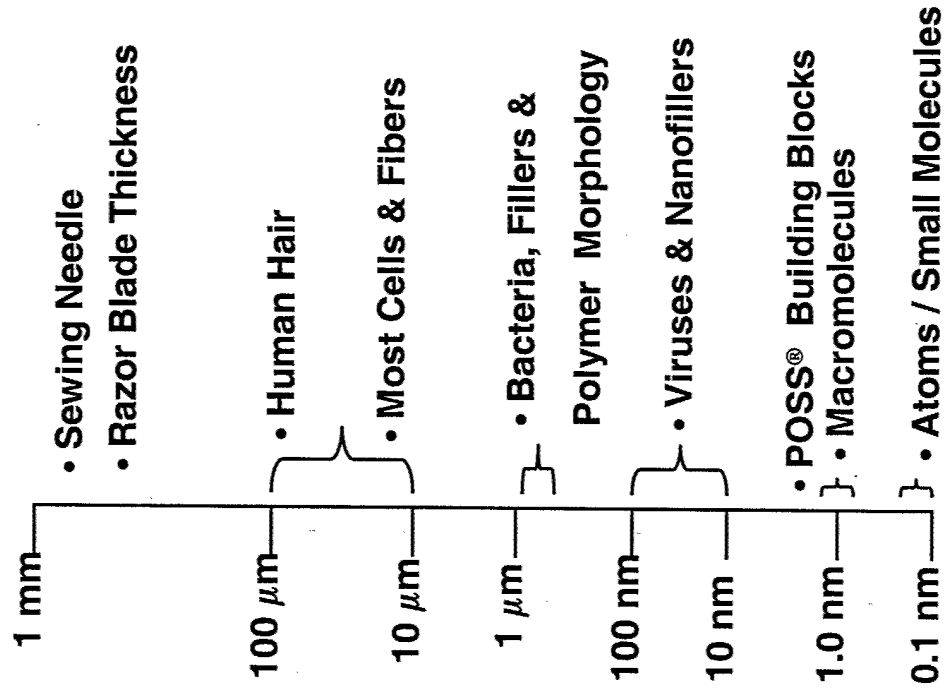 1 mm
• Sewing Needle
• Razor Blade Thickness
100 μm
• Human Hair
• Most Cells & Fibers
10 μm
1 μm
• Bacteria, Fillers &
Polymer Morphology
100 nm
• Viruses & Nanofillers
10 nm
• POSS® Building Blocks
1.0 nm
• Macromolecules
0.1 nm
• Atoms / Small Molecules